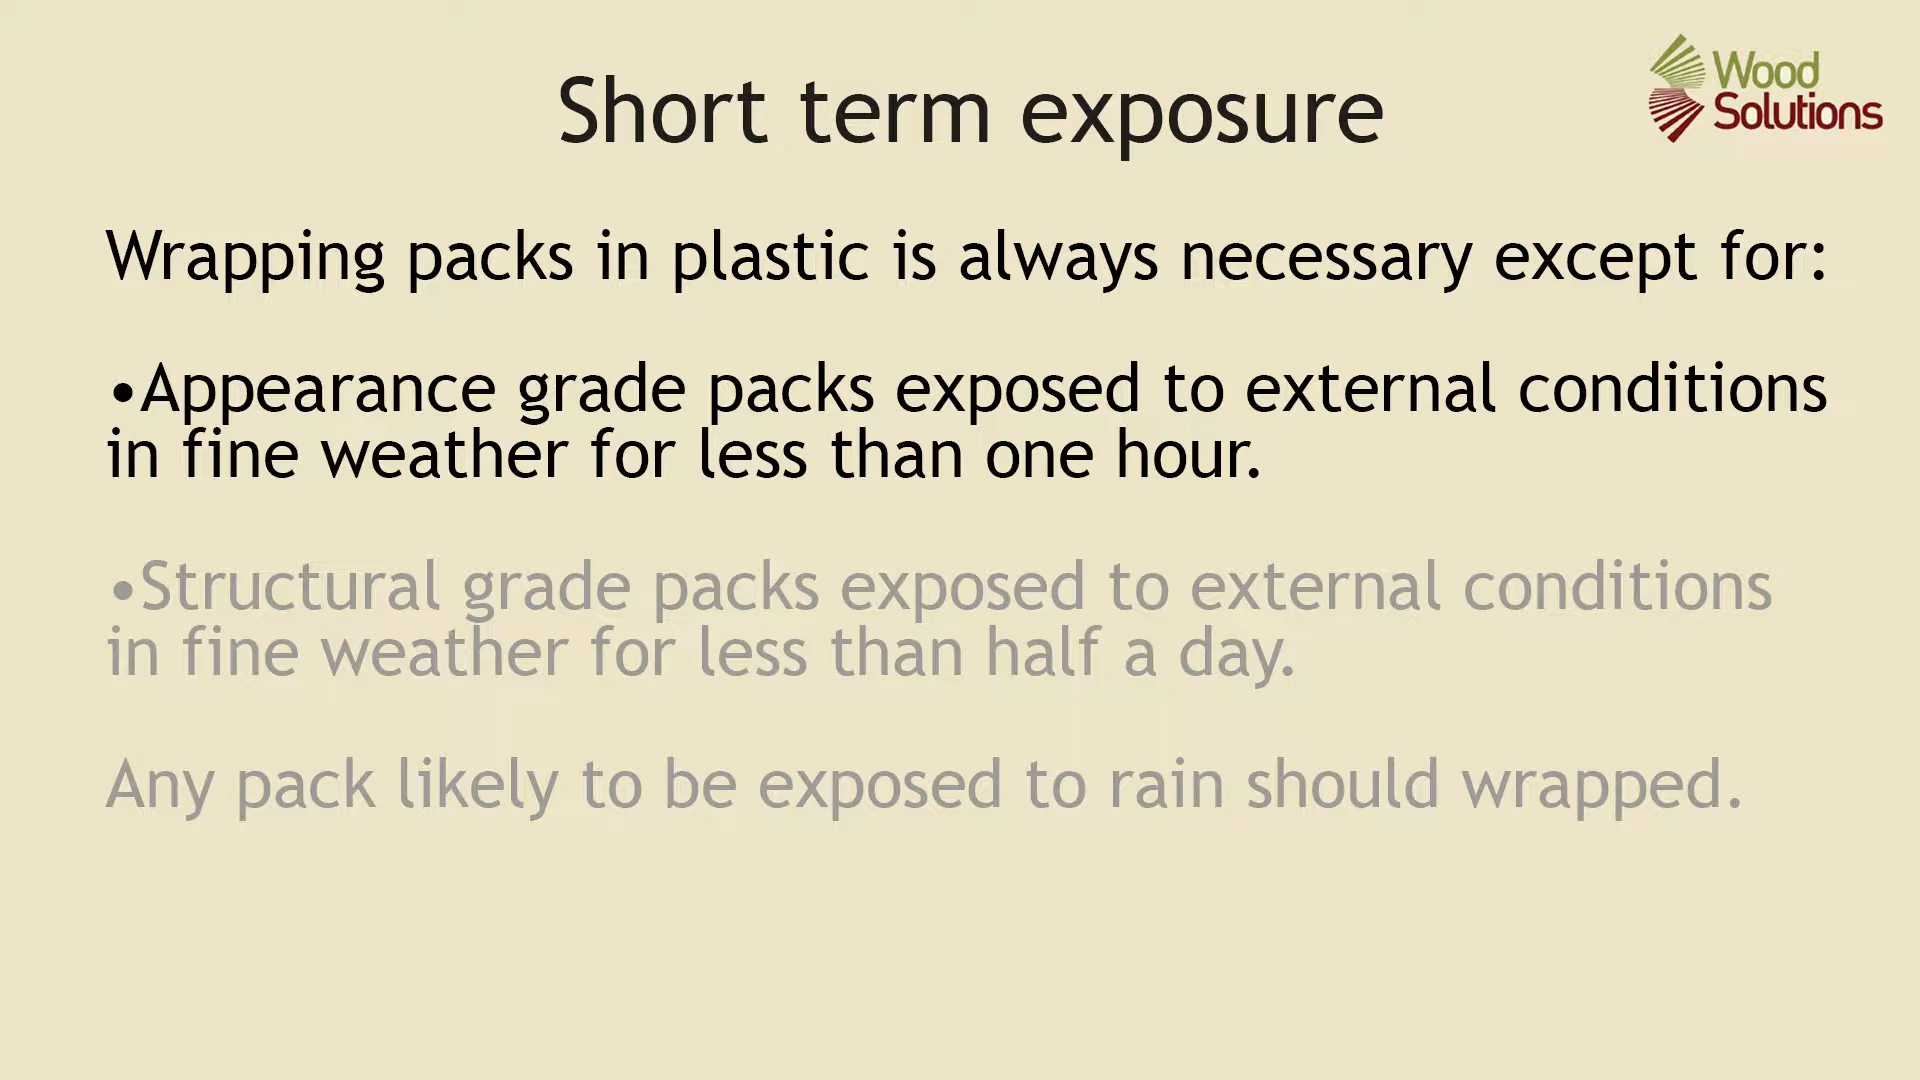 Short term exposure
Wood
Solutions
Wrapping packs in plastic is always necessary except for:
•Appearance grade packs exposed to external conditions
in fine weather for less than one hour.
•Structural grade packs exposed to external conditions
in fine weather for less than half a day.
Any pack likely to be exposed to rain should wrapped.